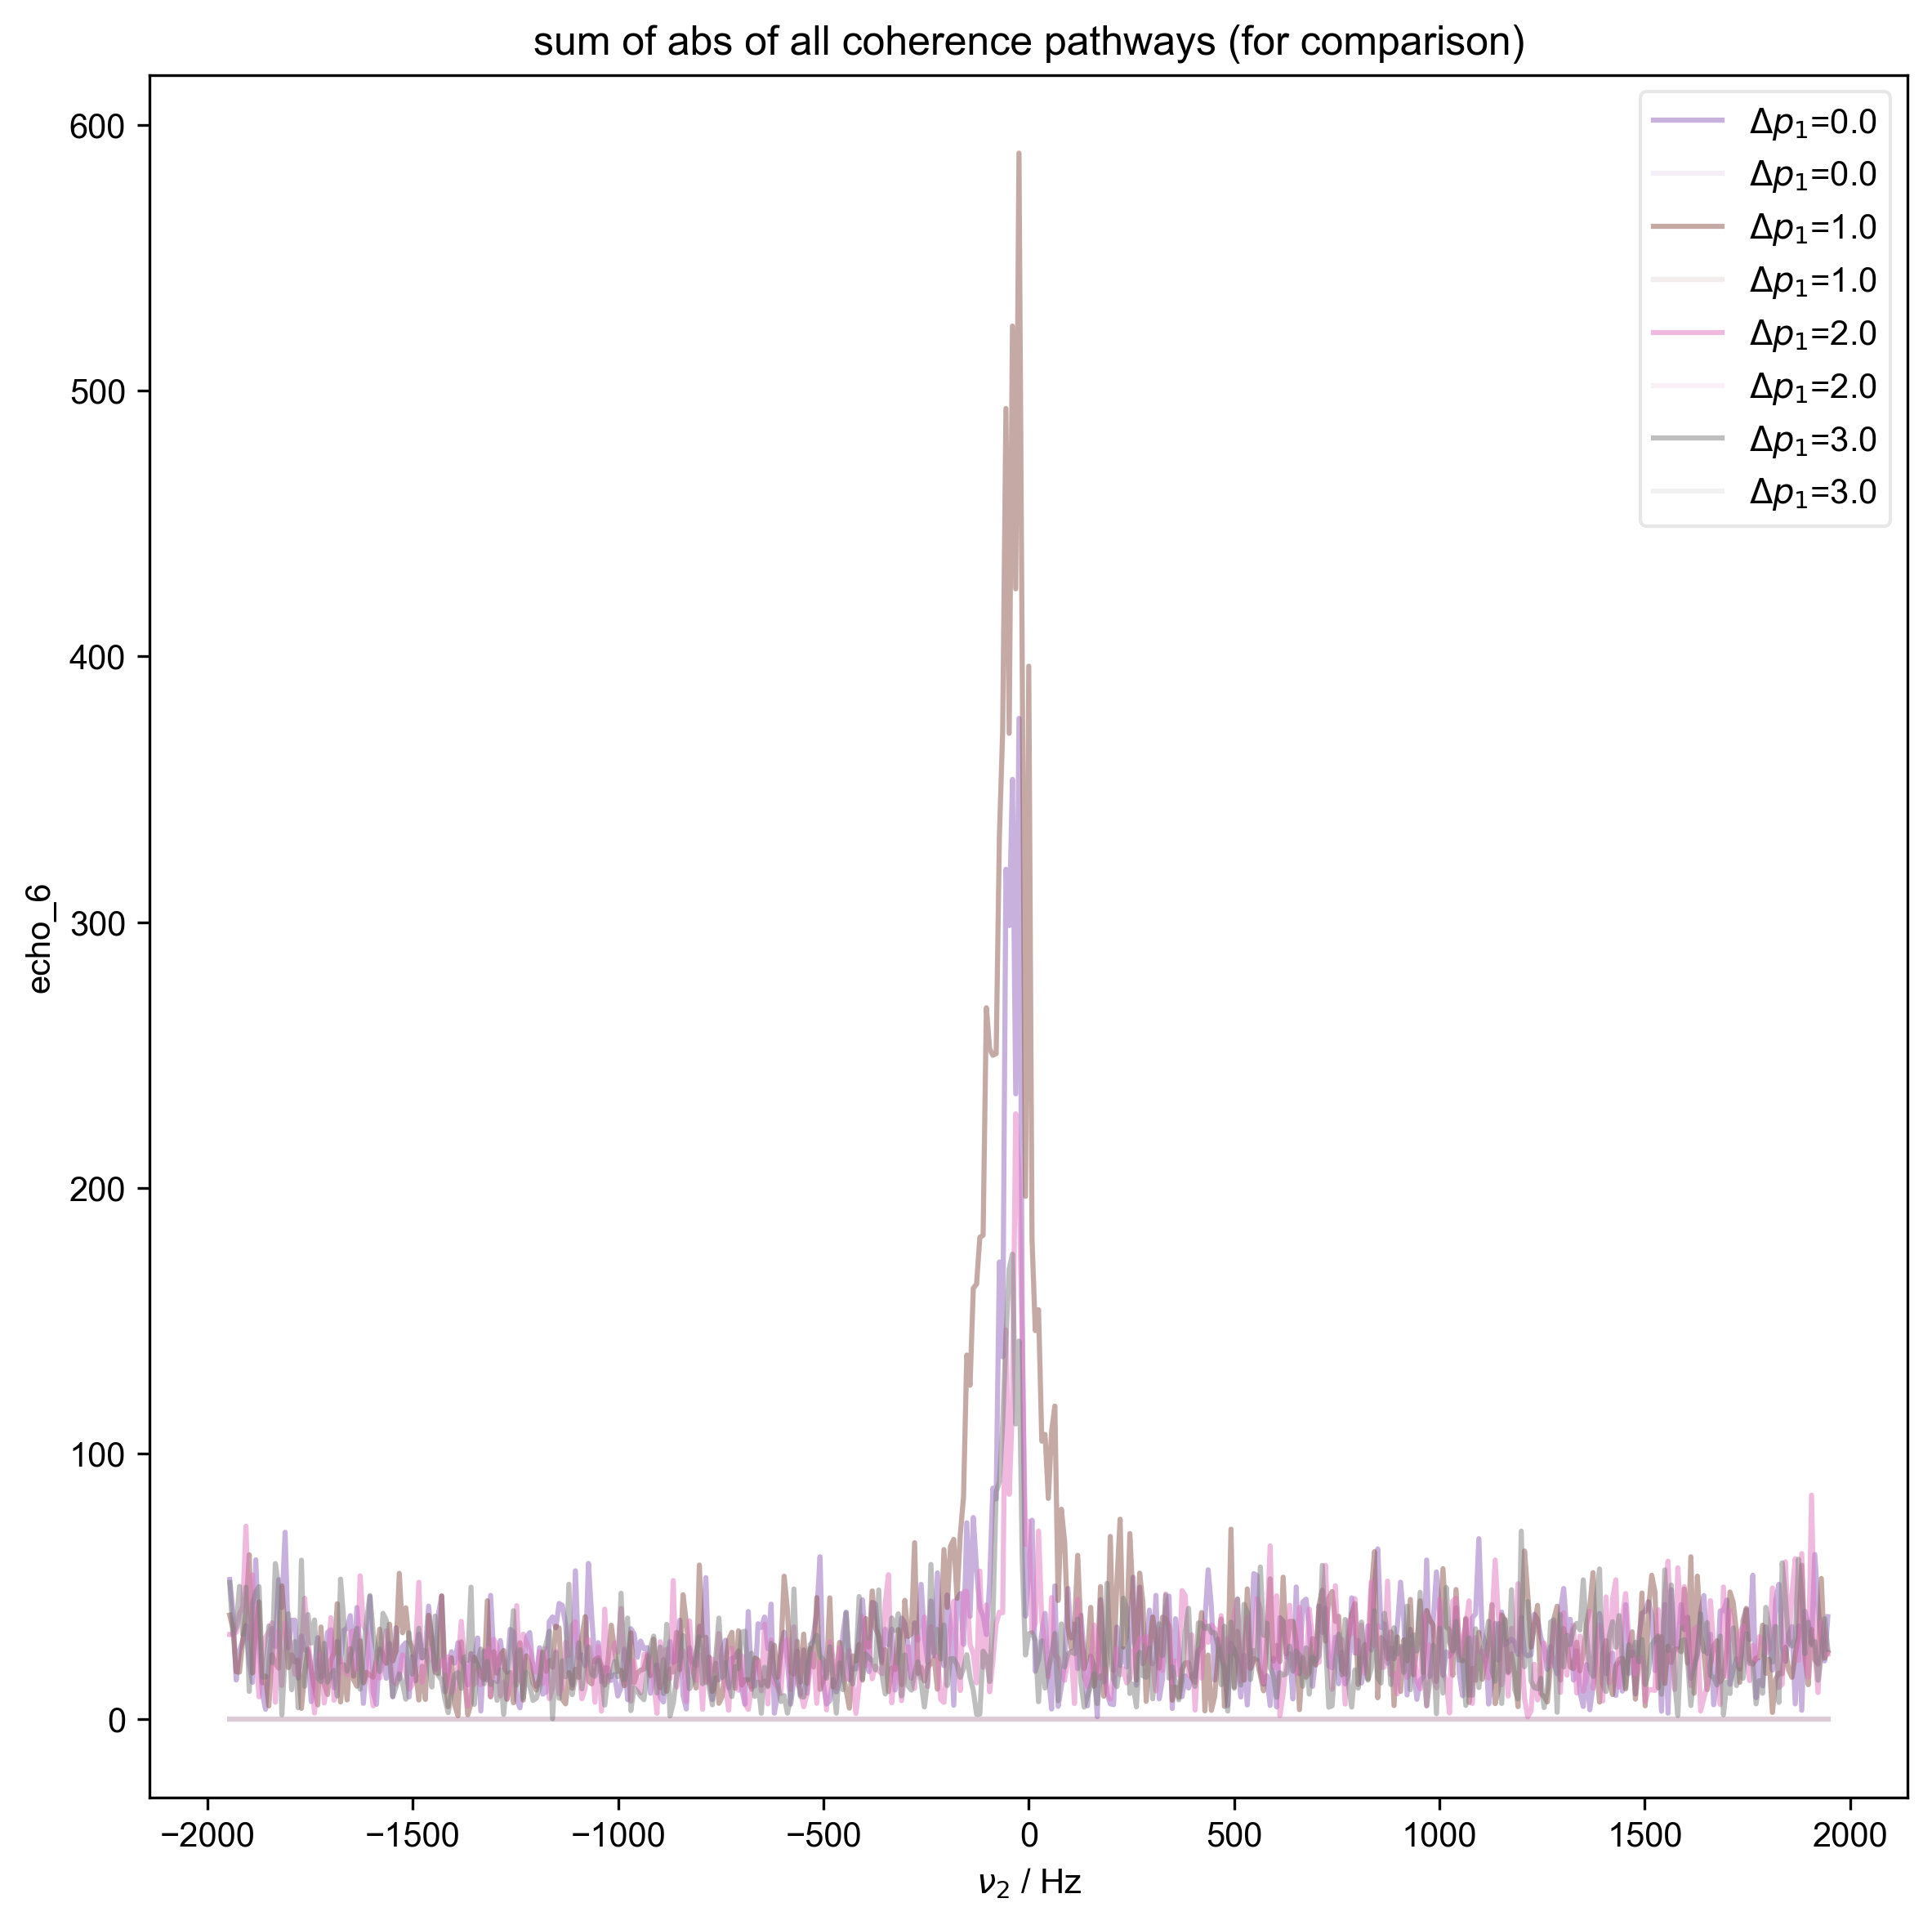 sum of abs of all coherence pathways (for comparison)
600
500
400
300
200
100
0
echo_6
−2000
−1500
−1000
−500
0
500
1000
1500
2000
ν₂ / Hz
Δp₁=0.0
Δp₁=0.0
Δp₁=1.0
Δp₁=1.0
Δp₁=2.0
Δp₁=2.0
Δp₁=3.0
Δp₁=3.0